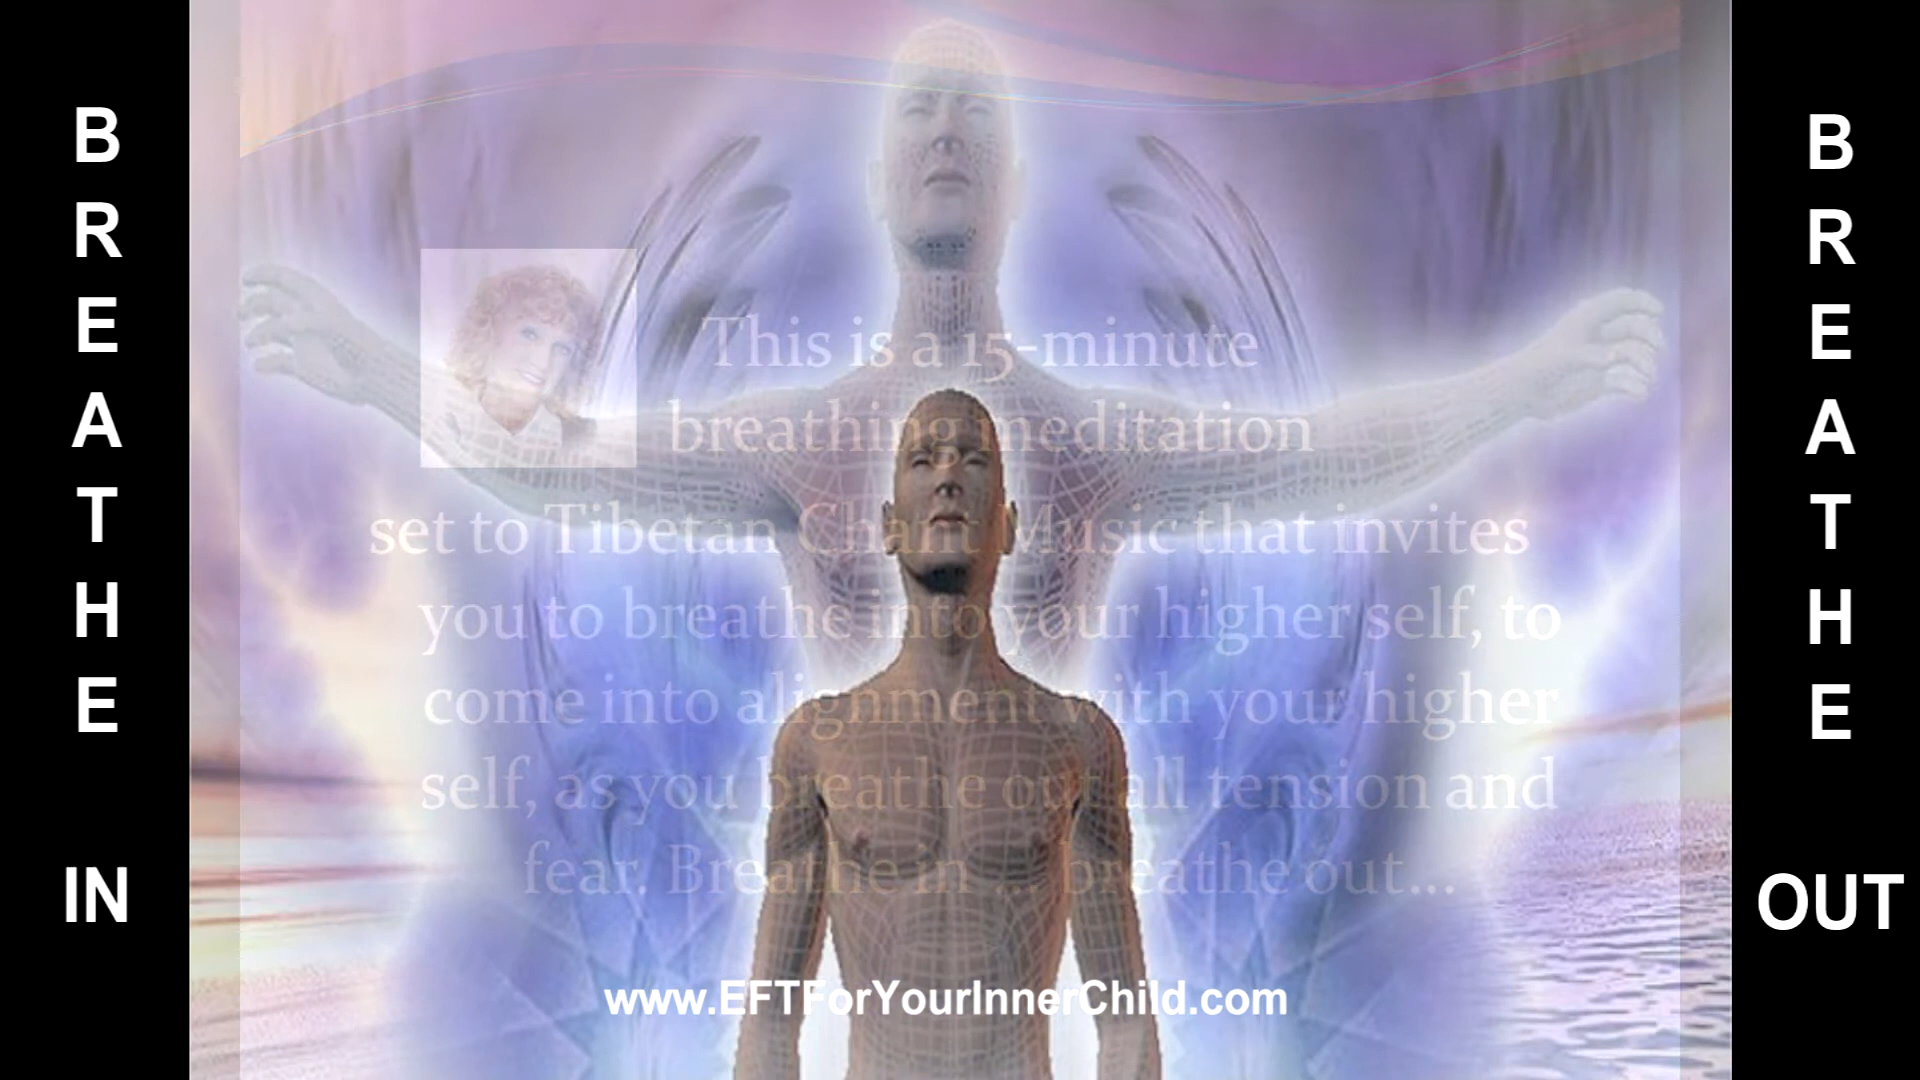 BREATHE
IN
This is a 15-minute
breathing meditation
set to Tibetan Chant Music that invites
you to breathe into your higher self, to
come into alignment with your higher
self, as you breathe out all tension and
fear. Breathe in ... breathe out...
www.EFTForYourInnerChild.com
BREATHE
OUT